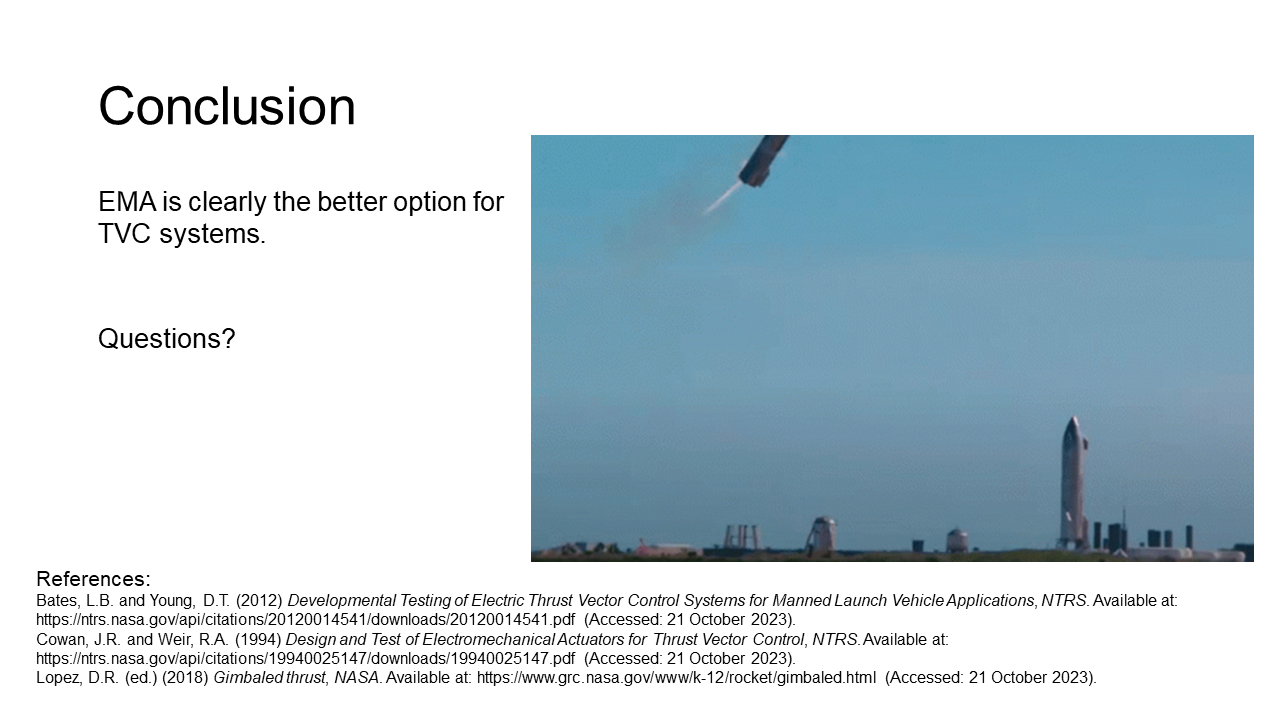 Conclusion
EMA is clearly the better option for
TVC systems.
Questions?
References:
Bates, L.B. and Young, D.T. (2012) Developmental Testing of Electric Thrust Vector Control Systems for Manned Launch Vehicle Applications, NTRS. Available at:
https://ntrs.nasa.gov/api/citations/20120014541/downloads/20120014541.pdf (Accessed: 21 October 2023).
Cowan, J.R. and Weir, R.A. (1994) Design and Test of Electromechanical Actuators for Thrust Vector Control, NTRS. Available at:
https://ntrs.nasa.gov/api/citations/19940025147/downloads/19940025147.pdf (Accessed: 21 October 2023).
Lopez, D.R. (ed.) (2018) Gimbaled thrust, NASA. Available at: https://www.grc.nasa.gov/www/k-12/rocket/gimbaled.html (Accessed: 21 October 2023).